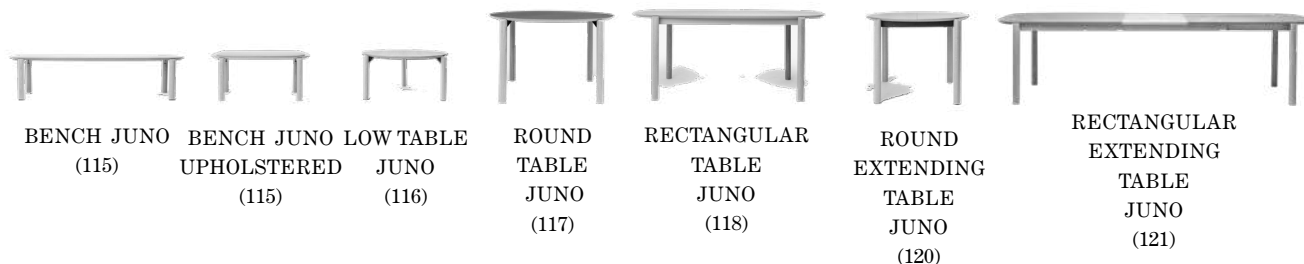 BENCH JUNO
(115)
BENCH JUNO
UPHOLSTERED
(115)
LOW TABLE
JUNO
(116)
ROUND
TABLE
JUNO
(117)
RECTANGULAR
TABLE
JUNO
(118)
ROUND
EXTENDING
TABLE
JUNO
(120)
RECTANGULAR
EXTENDING
TABLE
JUNO
(121)